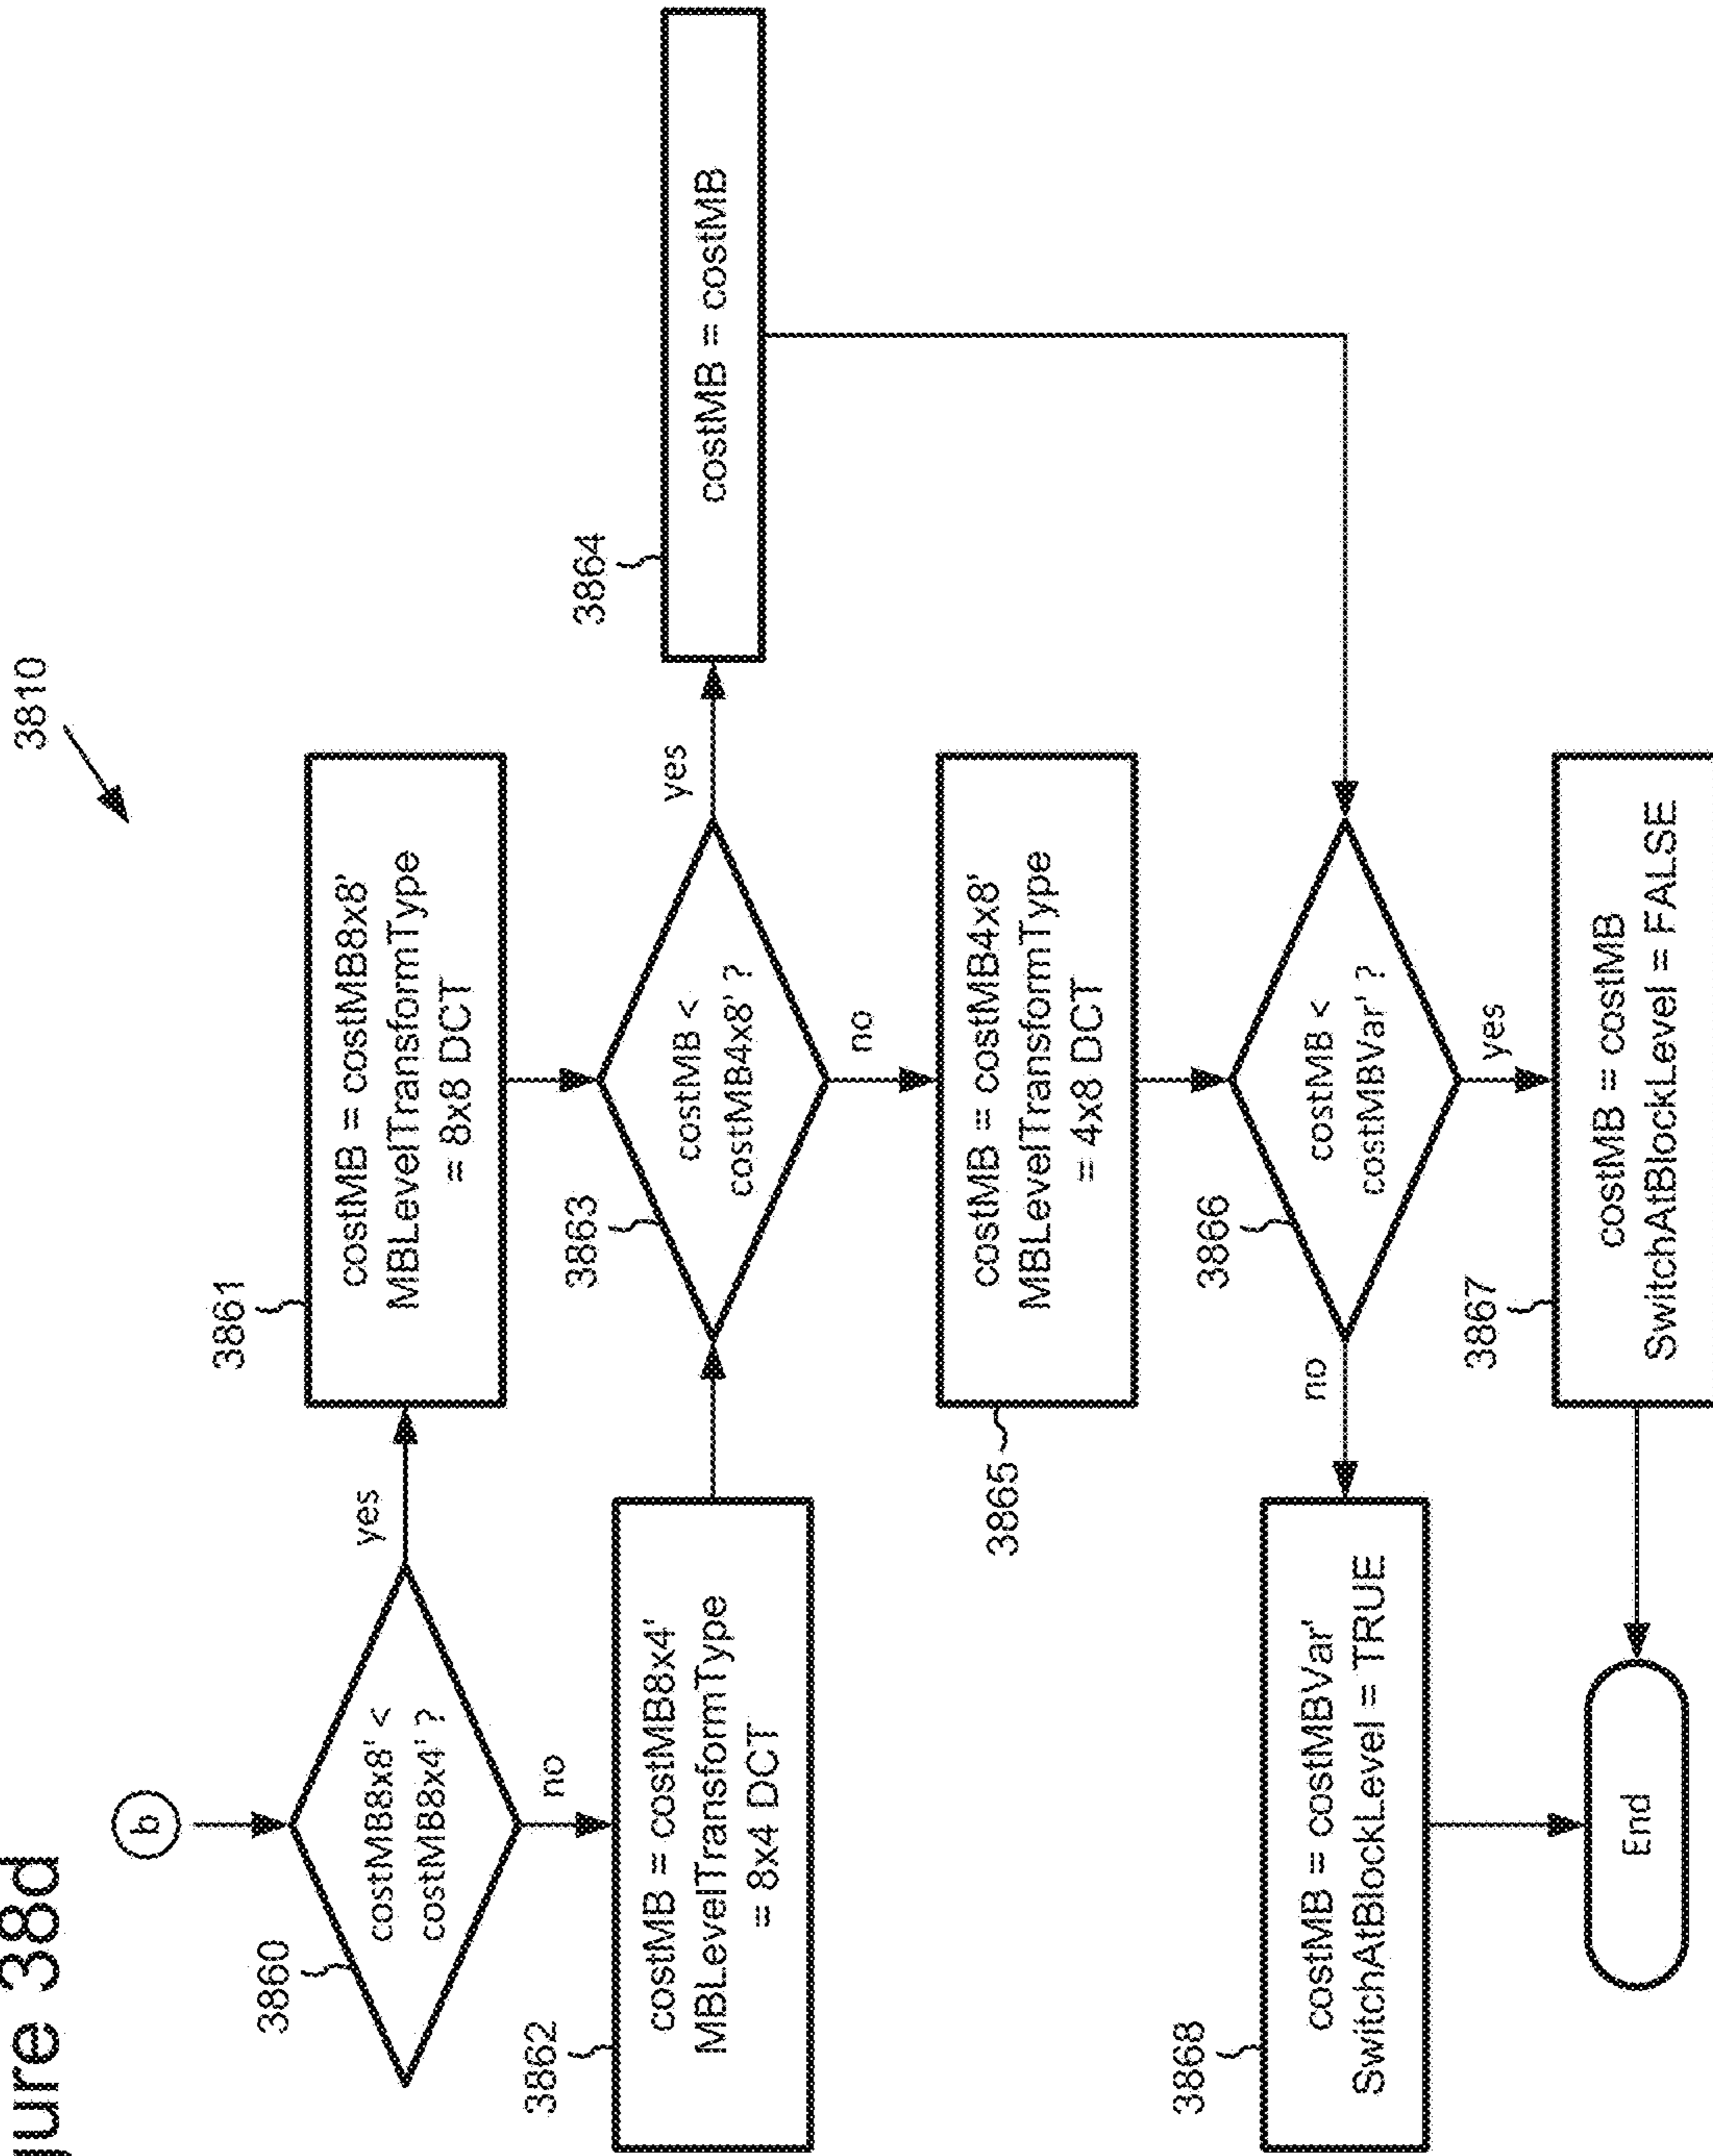 ure 38d
3810
b
3860
costMB8x8' <
costMB8x4' ?
yes
no
3861
costMB = costMB8x8'
MBLevelTransformType
= 8x8 DCT
3862
costMB = costMB8x4'
MBLevelTransformType
= 8x4 DCT
3863
costMB <
costMB4x8' ?
yes
no
3864
costMB = costMB
3865
costMB = costMB4x8'
MBLevelTransformType
= 4x8 DCT
3866
costMB <
costMBVar' ?
no
yes
3868
costMB = costMBVar'
SwitchAtBlockLevel = TRUE
3867
costMB = costMB
SwitchAtBlockLevel = FALSE
End